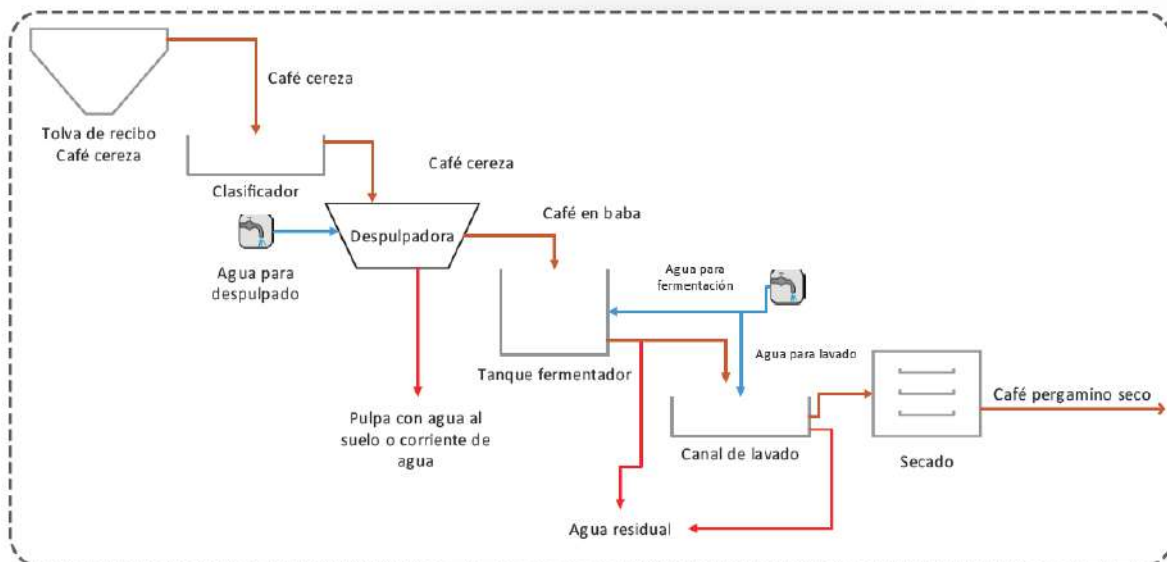 Café cereza
Tolva de recibo
Café cereza
Café cereza
Clasificador
Café en baba
Despulpadora
Agua para
despulpado
Agua para
fermentación
Agua para lavado
Tanque fermentador
Café pergamino seco
Pulpa con agua al
suelo o corriente de
agua
Canal de lavado
Secado
Agua residual